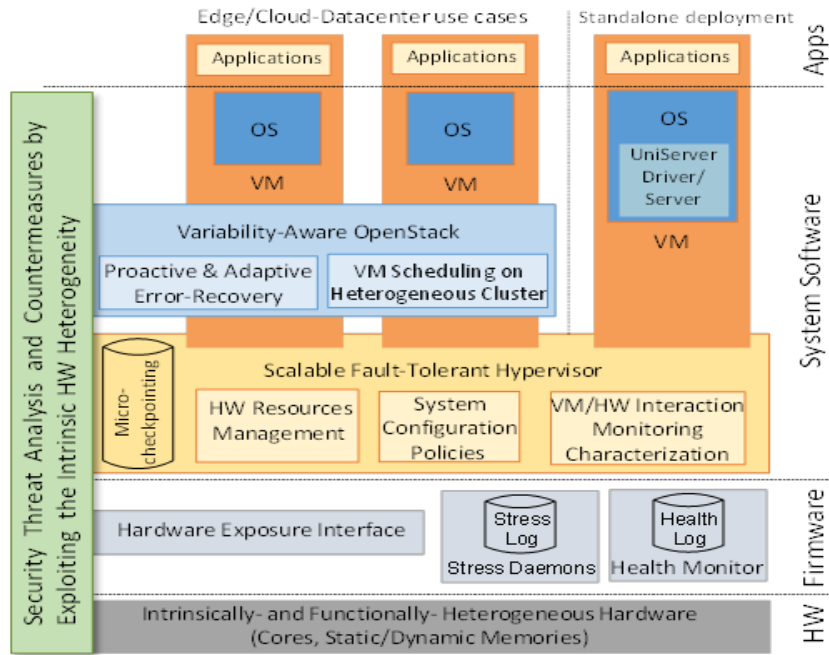 Edge/Cloud-Datacenter use cases
Standalone deployment
Apps
Applications
Applications
Applications
OS
OS
OS
UniServer
Driver/
Server
VM
VM
VM
System Software
Security Threat Analysis and Countermeasures by
Exploiting the Intrinsic HW Heterogeneity
Variability-Aware OpenStack
Proactive & Adaptive
Error-Recovery
VM Scheduling on
Heterogeneous Cluster
Scalable Fault-Tolerant Hypervisor
Micro-
checkpointing
HW Resources
Management
System
Configuration
Policies
VM/HW Interaction
Monitoring
Characterization
Hardware Exposure Interface
Stress
Log
Stress Daemons
Health
Log
Health Monitor
Firmware
Intrinsically- and Functionally- Heterogeneous Hardware
(Cores, Static/Dynamic Memories)
HW